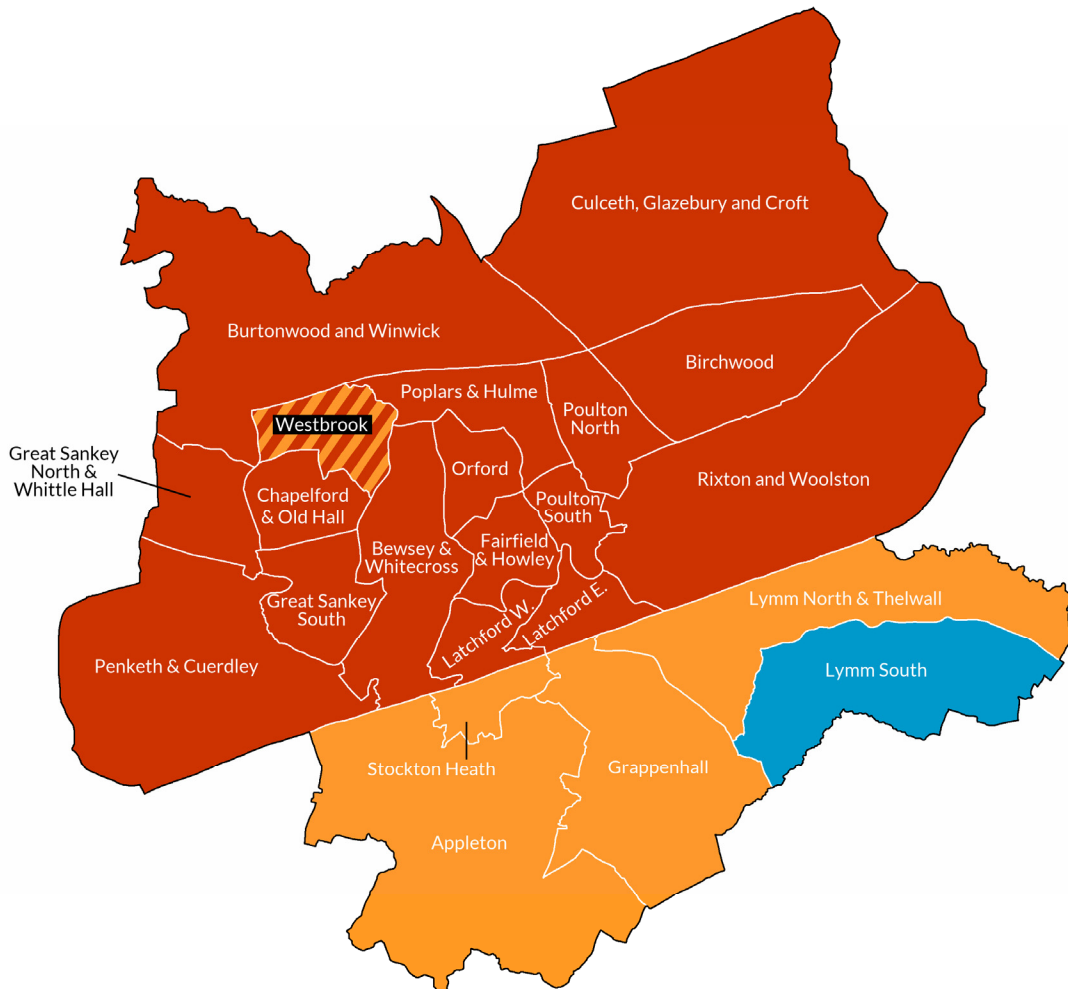 Culceth, Glazebury and Croft
Burtonwood and Winwick
Birchwood
Poplars & Hulme
Poulton
North
Westbrook
Great Sankey
North &
Whittle Hall
Orford
Rixton and Woolston
Chapelford
& Old Hall
Poulton
South
Bewsey &
Whitecross
Fairfield
& Howley
Great Sankey
South
Latchford W.
Latchford E.
Lymm North & Thelwall
Penketh & Cuerdley
Lymm South
Stockton Heath
Grappenhall
Appleton